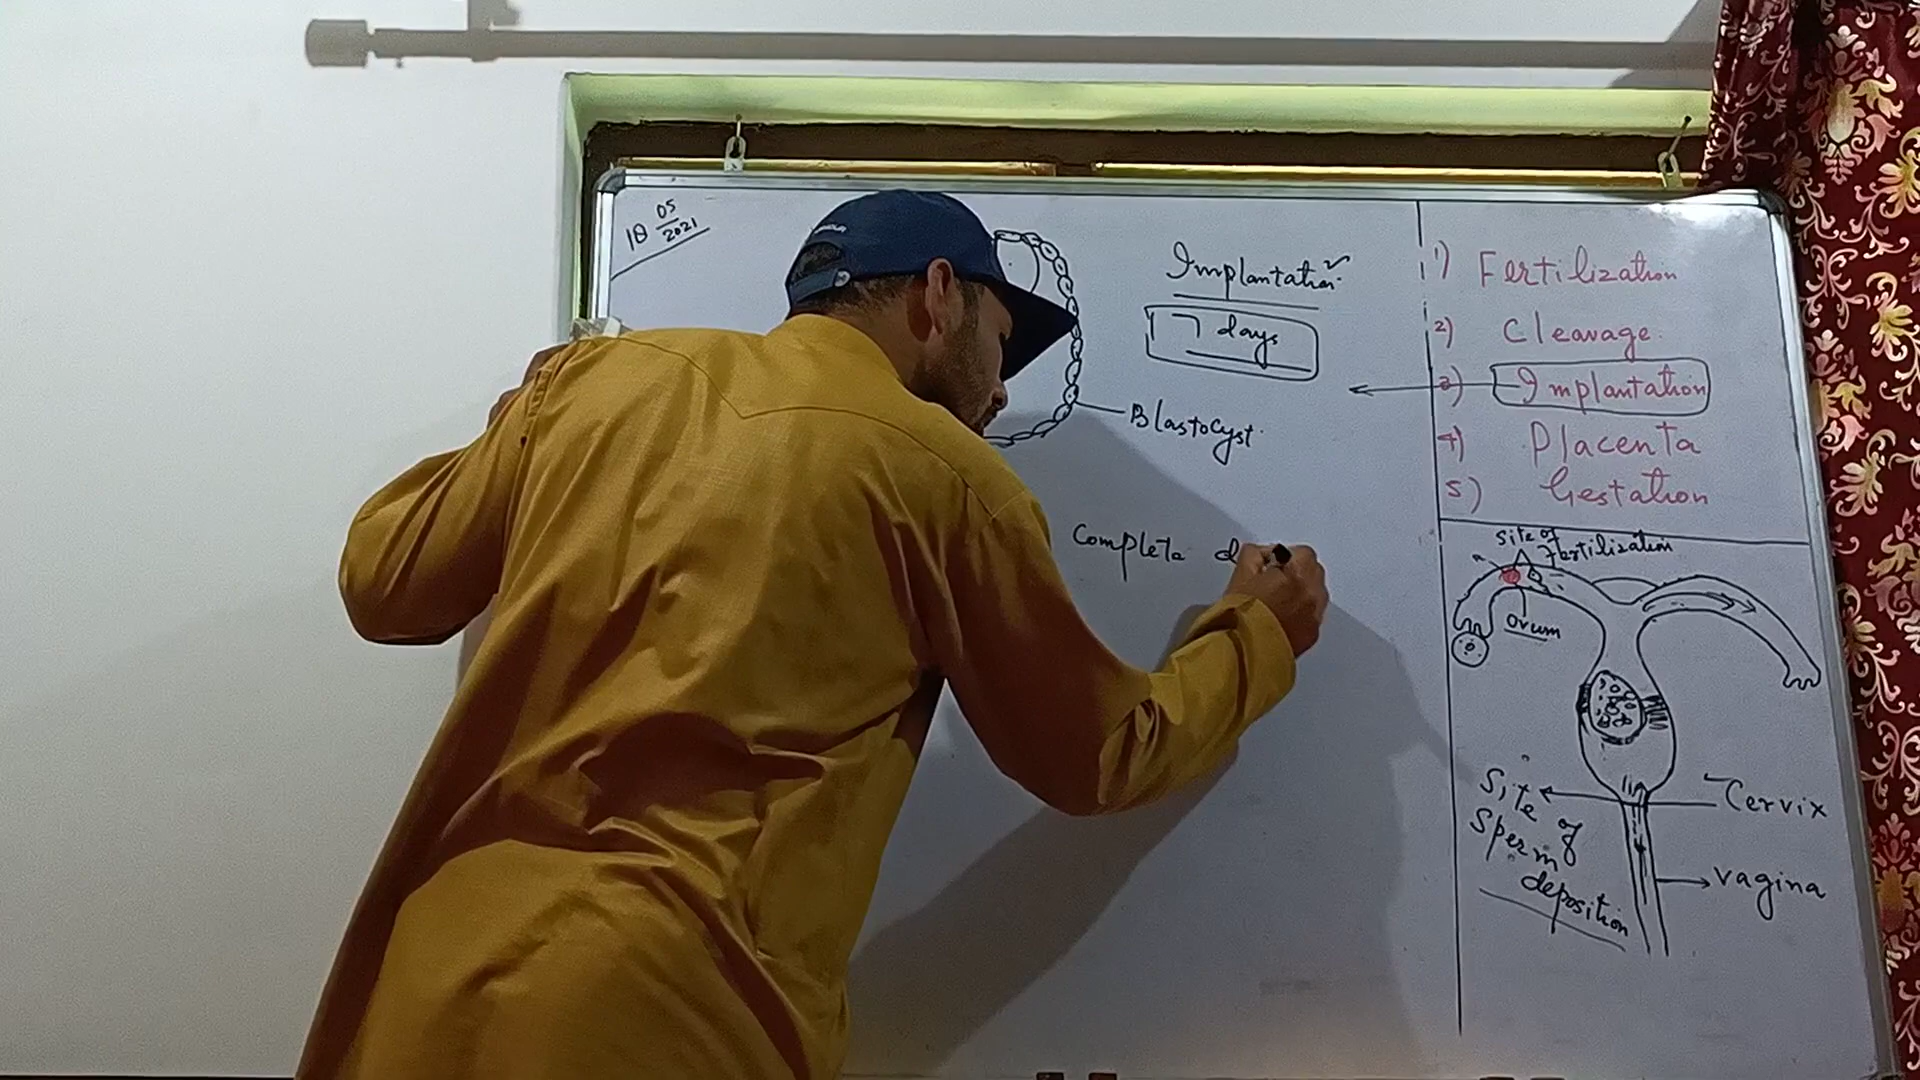 18 05
2021
Implantation
7 days
Blastocyst
Completa d
1) Fertilization
2) Cleavage
3) Implantation
4) Placenta
5) Gestation
Site of
Fertilization
Ovum
Site of
Sperm
deposition
Cervix
vagina